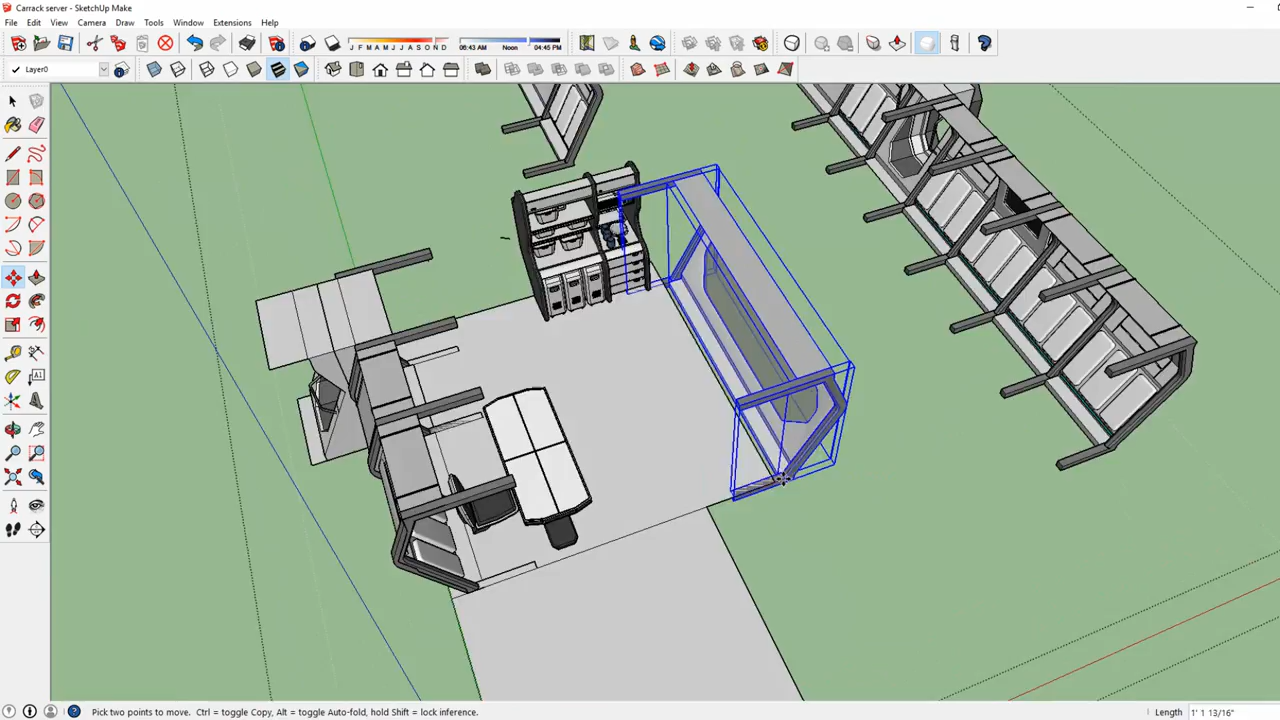 Carrack server - SketchUp Make
File Edit View Camera Draw Tools Window Extensions Help
J F M A M J J A S O N D 06:43 AM Noon 04:45 PM
Layer0
Pick two points to move. Ctrl = toggle Copy, Alt = toggle Auto-fold, hold Shift = lock inference.
Length 1' 1 13/16"